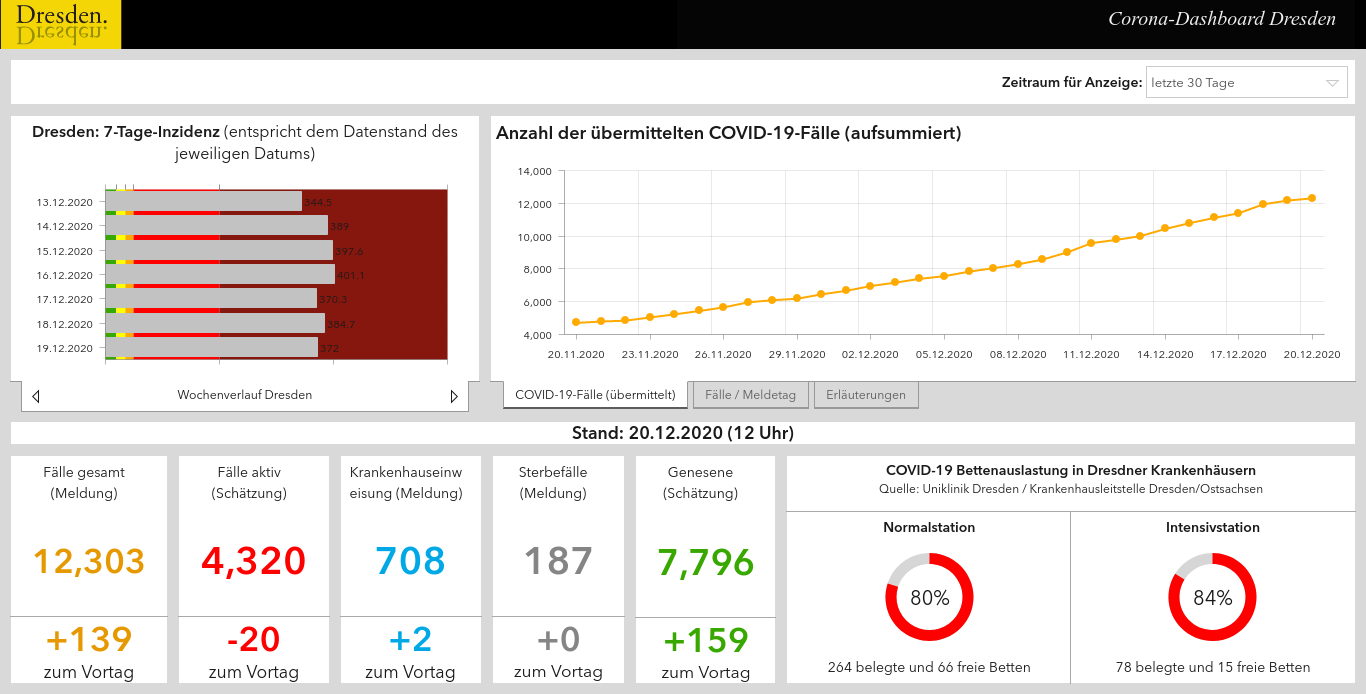 Dresden.
Corona-Dashboard Dresden
Zeitraum für Anzeige:
letzte 30 Tage
Dresden: 7-Tage-Inzidenz (entspricht dem Datenstand des
jeweiligen Datums)
13.12.2020 344.5
14.12.2020 389
15.12.2020 397.6
16.12.2020 401.1
17.12.2020 370.3
18.12.2020 384.7
19.12.2020 372
Wochenverlauf Dresden
Anzahl der übermittelten COVID-19-Fälle (aufsummiert)
14,000
12,000
10,000
8,000
6,000
4,000
20.11.2020 23.11.2020 26.11.2020 29.11.2020 02.12.2020 05.12.2020 08.12.2020 11.12.2020 14.12.2020 17.12.2020 20.12.2020
COVID-19-Fälle (übermittelt) Fälle / Meldetag Erläuterungen
Stand: 20.12.2020 (12 Uhr)
Fälle gesamt
(Meldung)
12,303
+139
zum Vortag
Fälle aktiv
(Schätzung)
4,320
-20
zum Vortag
Krankenhauseinw
eisung (Meldung)
708
+2
zum Vortag
Sterbefälle
(Meldung)
187
+0
zum Vortag
Genesene
(Schätzung)
7,796
+159
zum Vortag
COVID-19 Bettenauslastung in Dresdner Krankenhäusern
Quelle: Uniklinik Dresden / Krankenhausleitstelle Dresden/Ostsachsen
Normalstation
80%
264 belegte und 66 freie Betten
Intensivstation
84%
78 belegte und 15 freie Betten